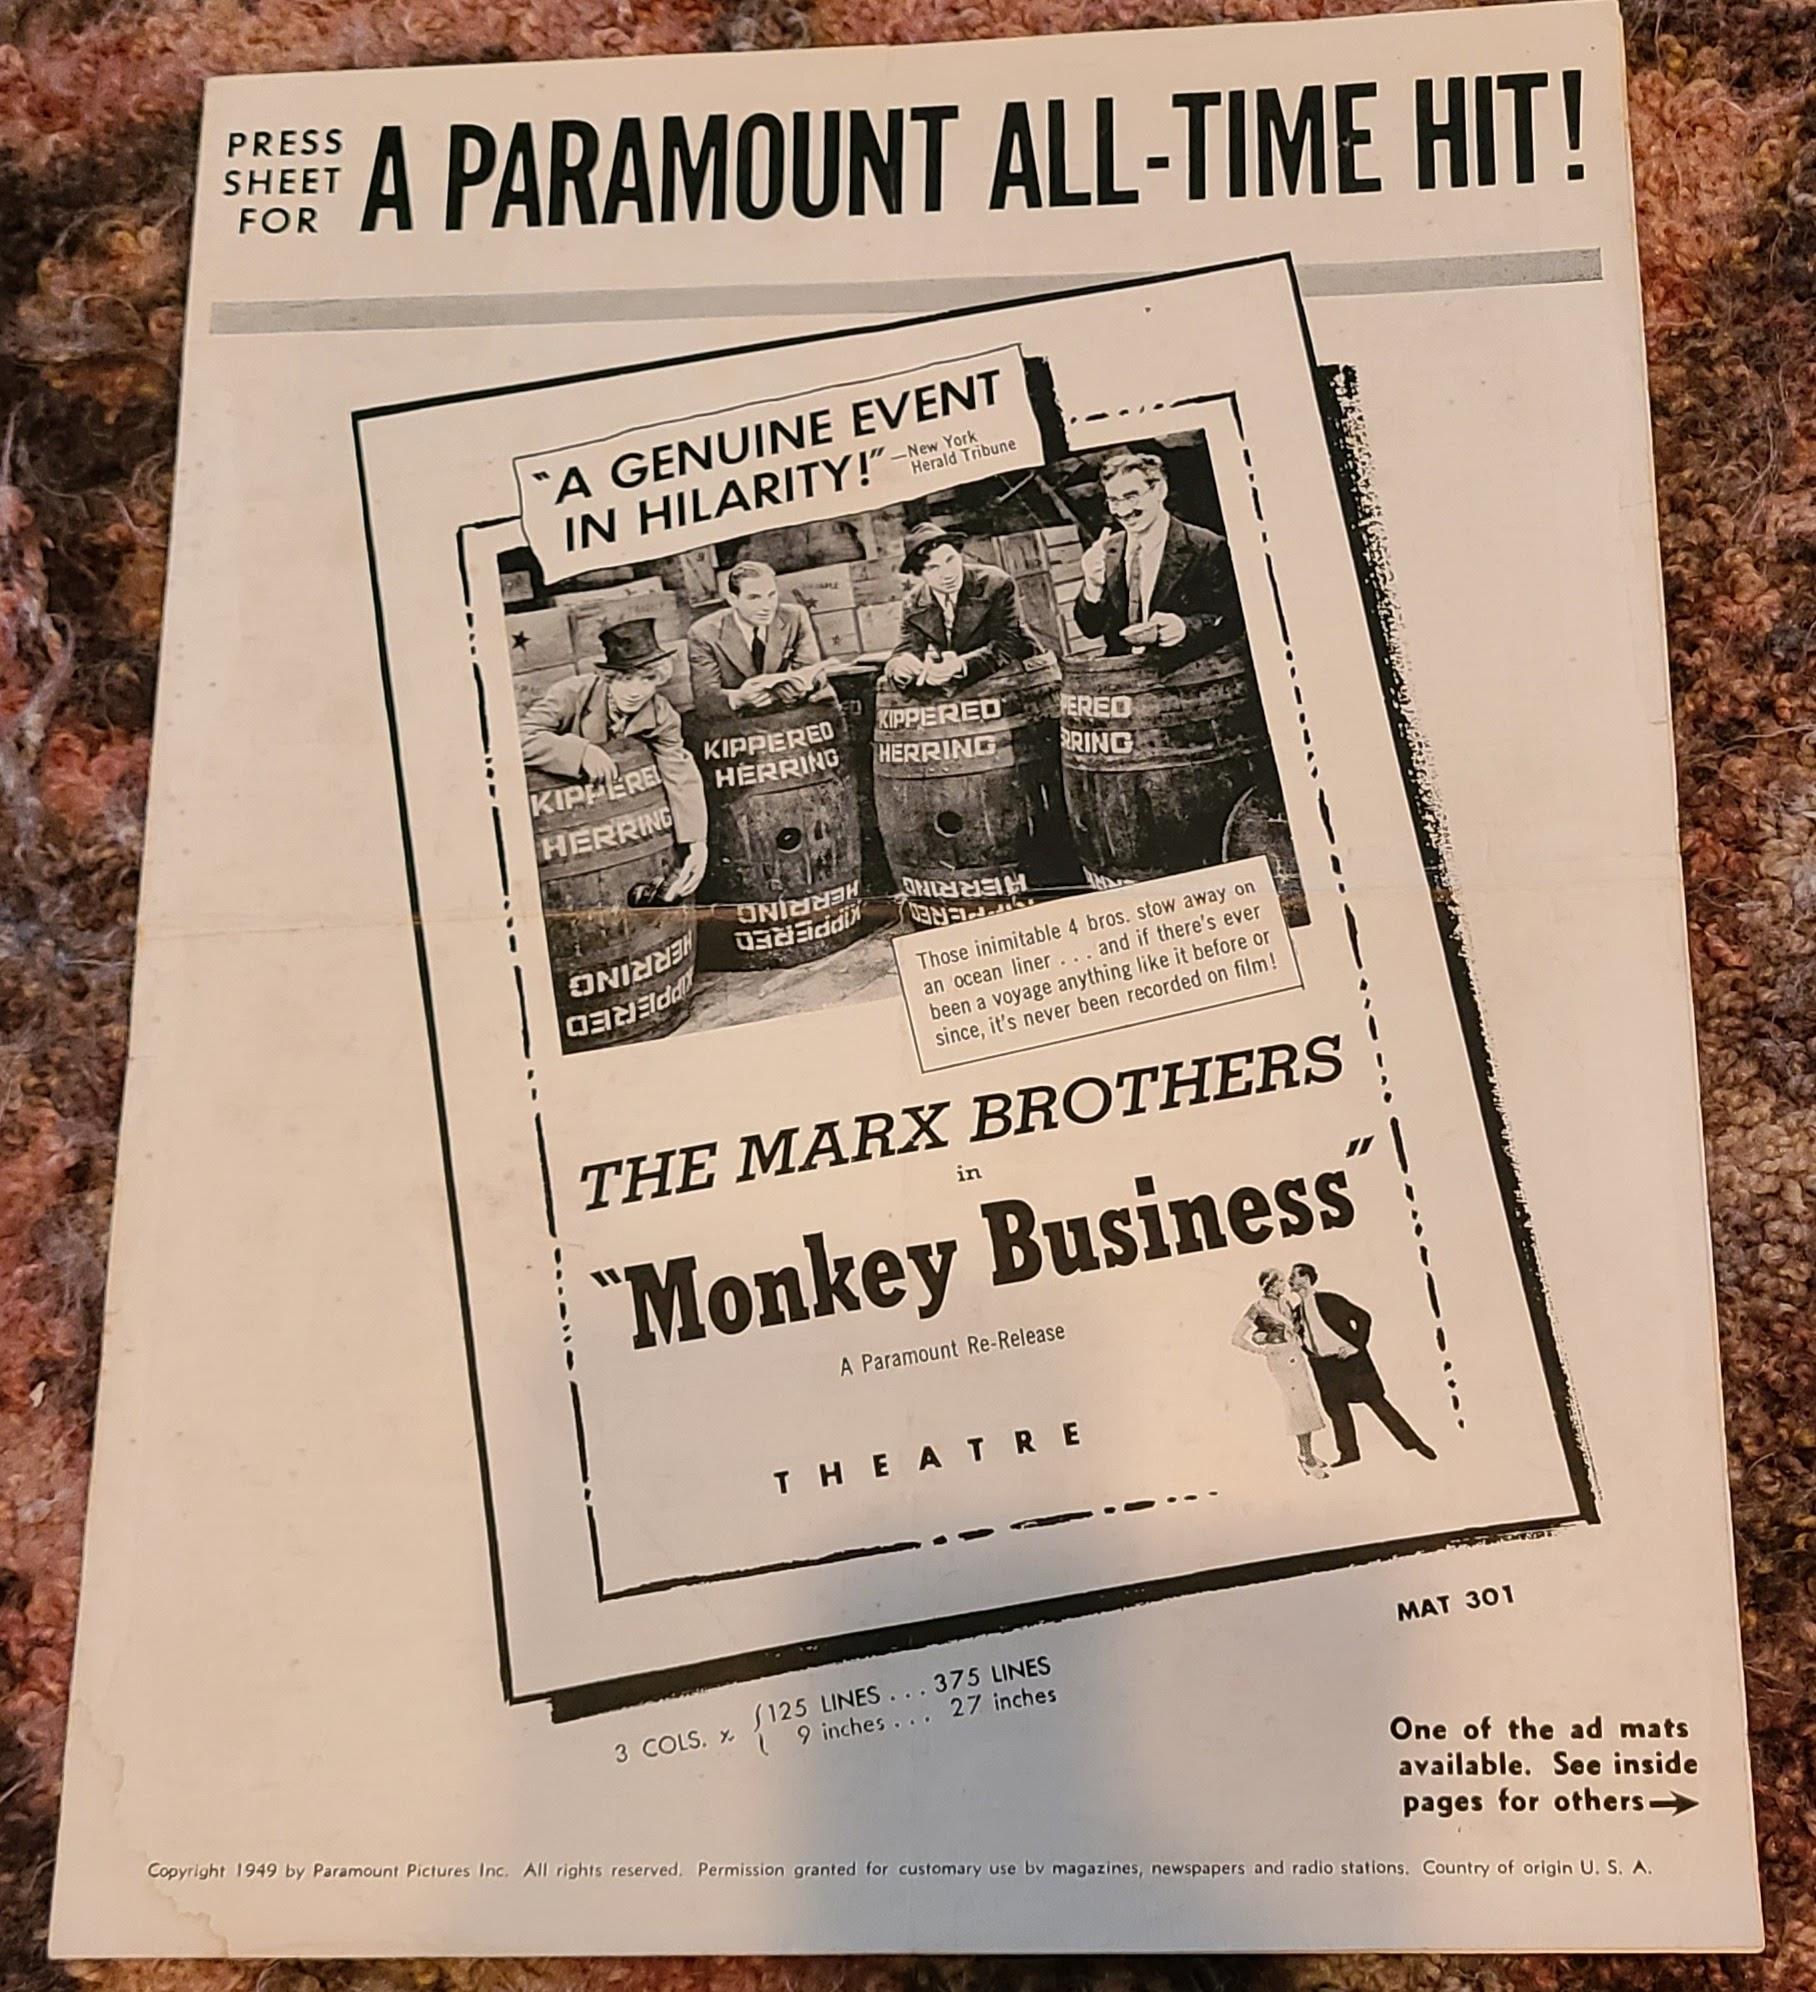 PRESS
SHEET
FOR
A PARAMOUNT ALL-TIME HIT!
"A GENUINE EVENT
IN HILARITY!" —New York
Herald Tribune
KIPPERED
HERRING
KIPPERED
HERRING
KIPPERED
HERRING
PERED
RRING
HERRING
KIPPERED
HERRING
KIPPERED
HERRING
KIPPERED
Those inimitable 4 bros. stow away on
an ocean liner . . . and if there's ever
been a voyage anything like it before or
since, it's never been recorded on film!
THE MARX BROTHERS
in
"Monkey Business"
A Paramount Re-Release
THEATRE
MAT 301
3 COLS. x { 125 LINES . . . 375 LINES
9 inches . . . 27 inches
One of the ad mats
available. See inside
pages for others→
Copyright 1949 by Paramount Pictures Inc. All rights reserved. Permission granted for customary use by magazines, newspapers and radio stations. Country of origin U. S. A.